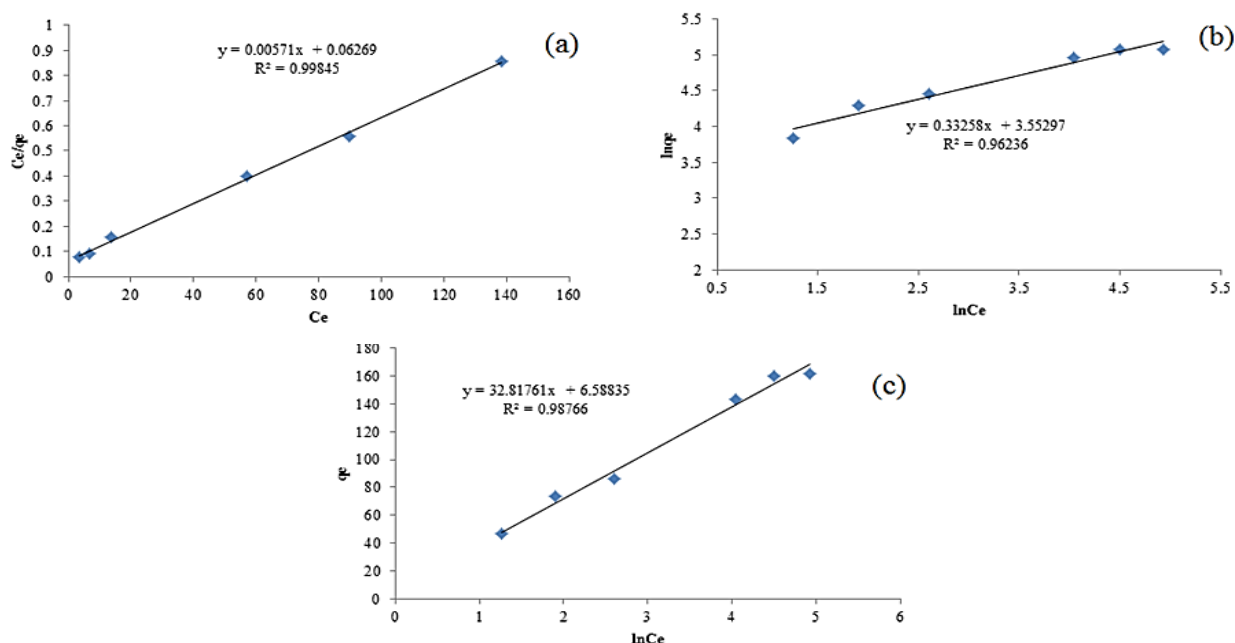 (a)
y = 0.00571x + 0.06269
R² = 0.99845
Ce/qe
1
0.9
0.8
0.7
0.6
0.5
0.4
0.3
0.2
0.1
0
0 20 40 60 80 100 120 140 160
Ce
(b)
y = 0.33258x + 3.55297
R² = 0.96236
lnqe
5.5
5
4.5
4
3.5
3
2.5
2
0.5 1.5 2.5 3.5 4.5 5.5
lnCe
(c)
y = 32.81761x + 6.58835
R² = 0.98766
qe
180
160
140
120
100
80
60
40
20
0
0 1 2 3 4 5 6
lnCe